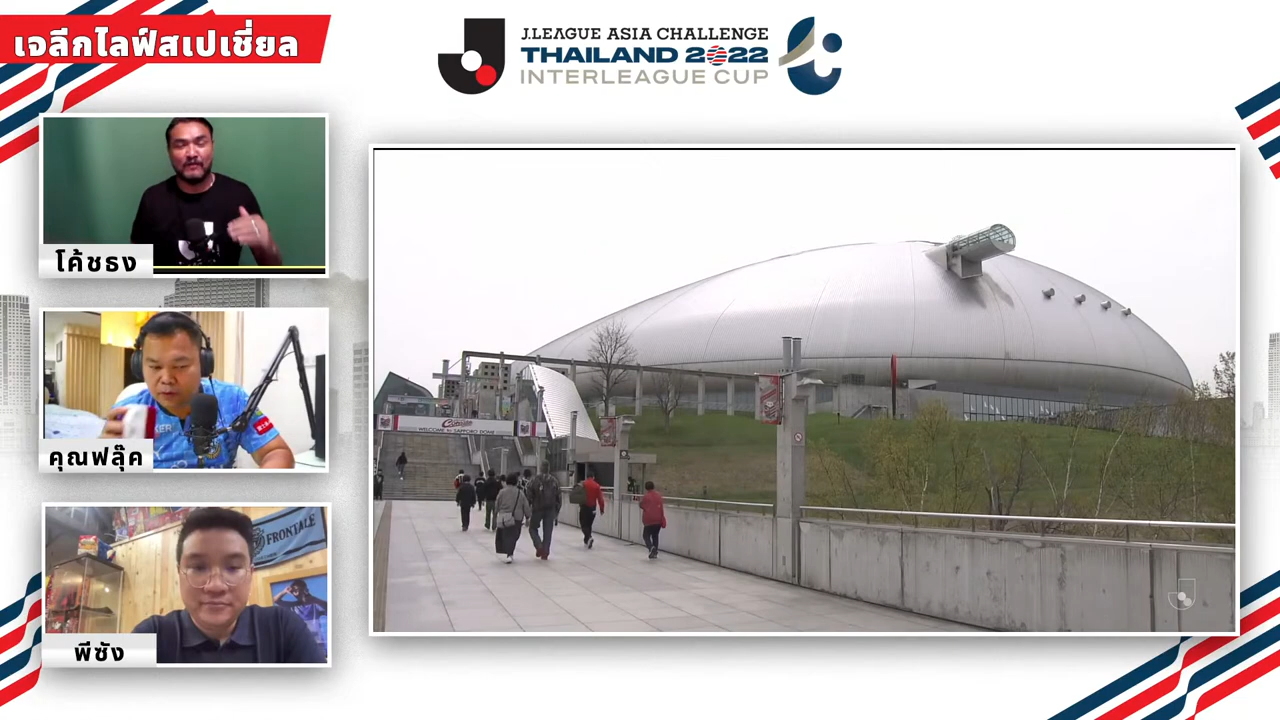 เจลีกไลฟ์สเปเชี่ยล
J.LEAGUE ASIA CHALLENGE
THAILAND 2022
INTERLEAGUE CUP
โค้ชธง
คุณฟลุ๊ค
FRONTALE
พีซัง
Consa
WELCOME to SAPPORO DOME